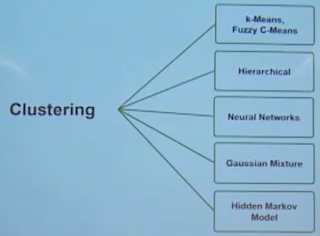 k-Means,
Fuzzy C-Means
Hierarchical
Clustering
Neural Networks
Gaussian Mixture
Hidden Markov
Model